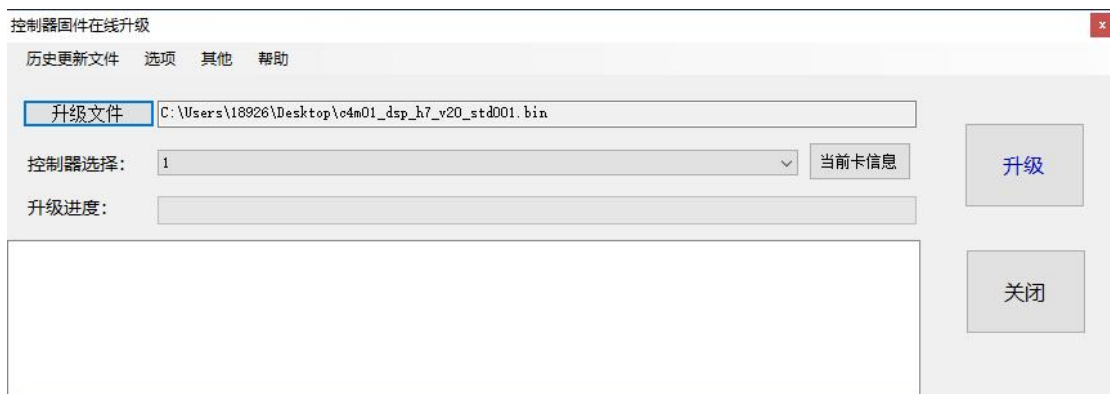 控制器固件在线升级
x
历史更新文件 选项 其他 帮助
升级文件 C:\Users\18926\Desktop\c4m01_dsp_h7_v20_std001.bin
控制器选择: 1 当前卡信息
升级
升级进度:
关闭